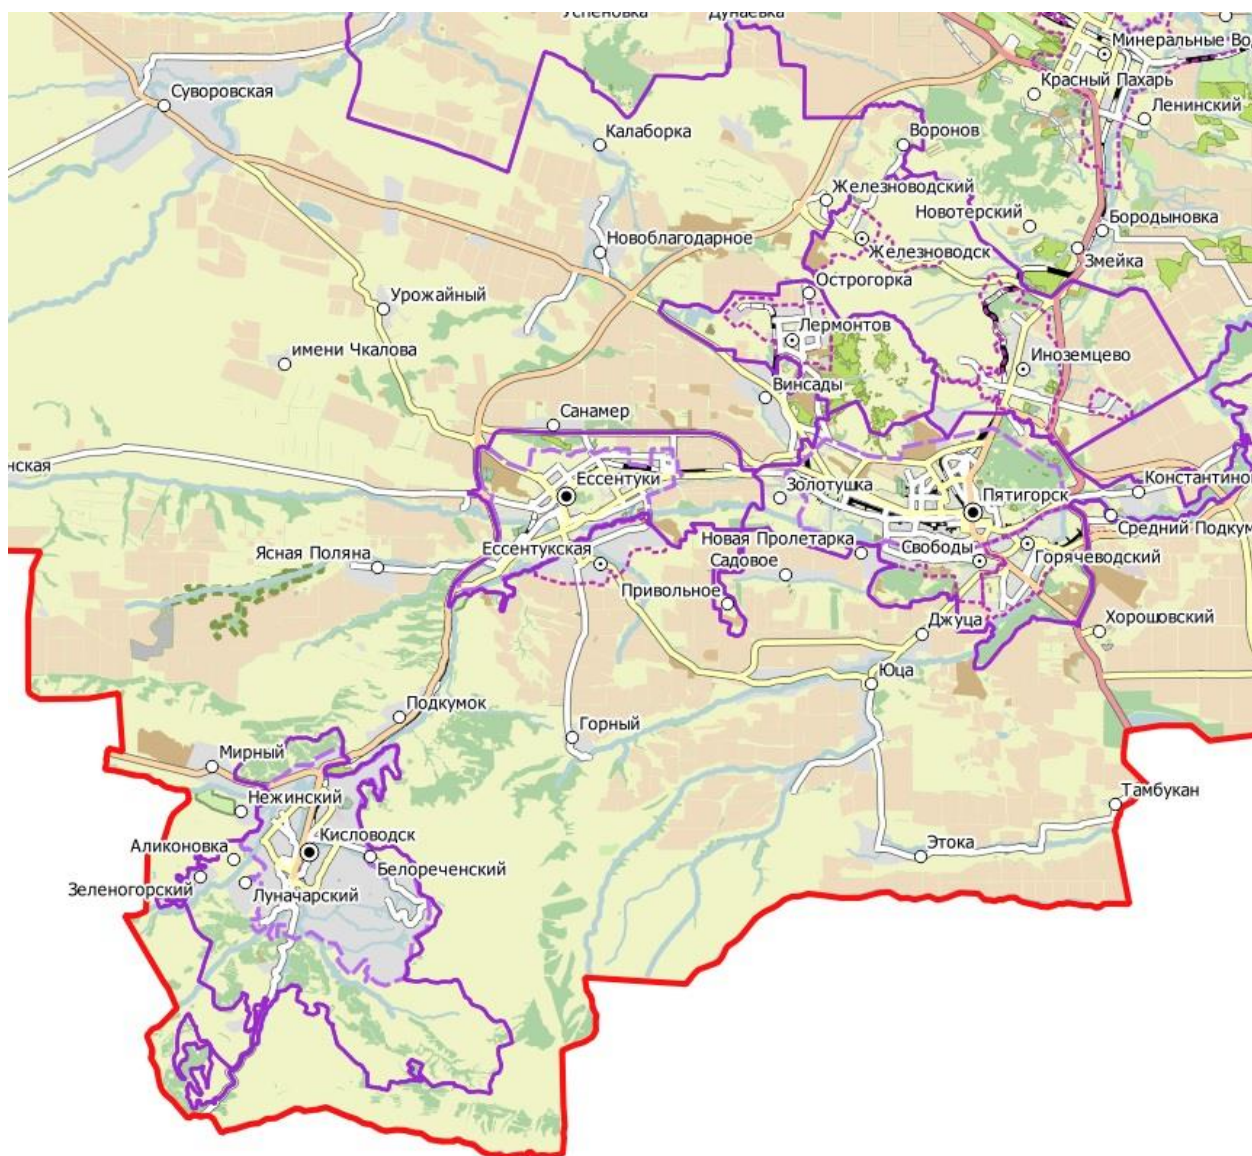 Успеновка
Дунаевка
Минеральные Во
Красный Пахарь
Суворовская
Ленинский
Калаборка
Воронов
Железноводский
Новотерский
Бородыновка
Новоблагодарное
Железноводск
Змейка
Острогорка
Урожайный
Лермонтов
имени Чкалова
Иноземцево
Винсады
Санамер
нская
Ессентуки
Золотушка
Пятигорск
Константинов
Средний Подкум
Новая Пролетарка
Ессентукская
Свободы
Ясная Поляна
Садовое
Горячеводский
Привольное
Джуца
Хорошовский
Юца
Подкумок
Горный
Мирный
Тамбукан
Нежинский
Кисловодск
Этока
Аликоновка
Белореченский
Зеленогорский
Луначарский